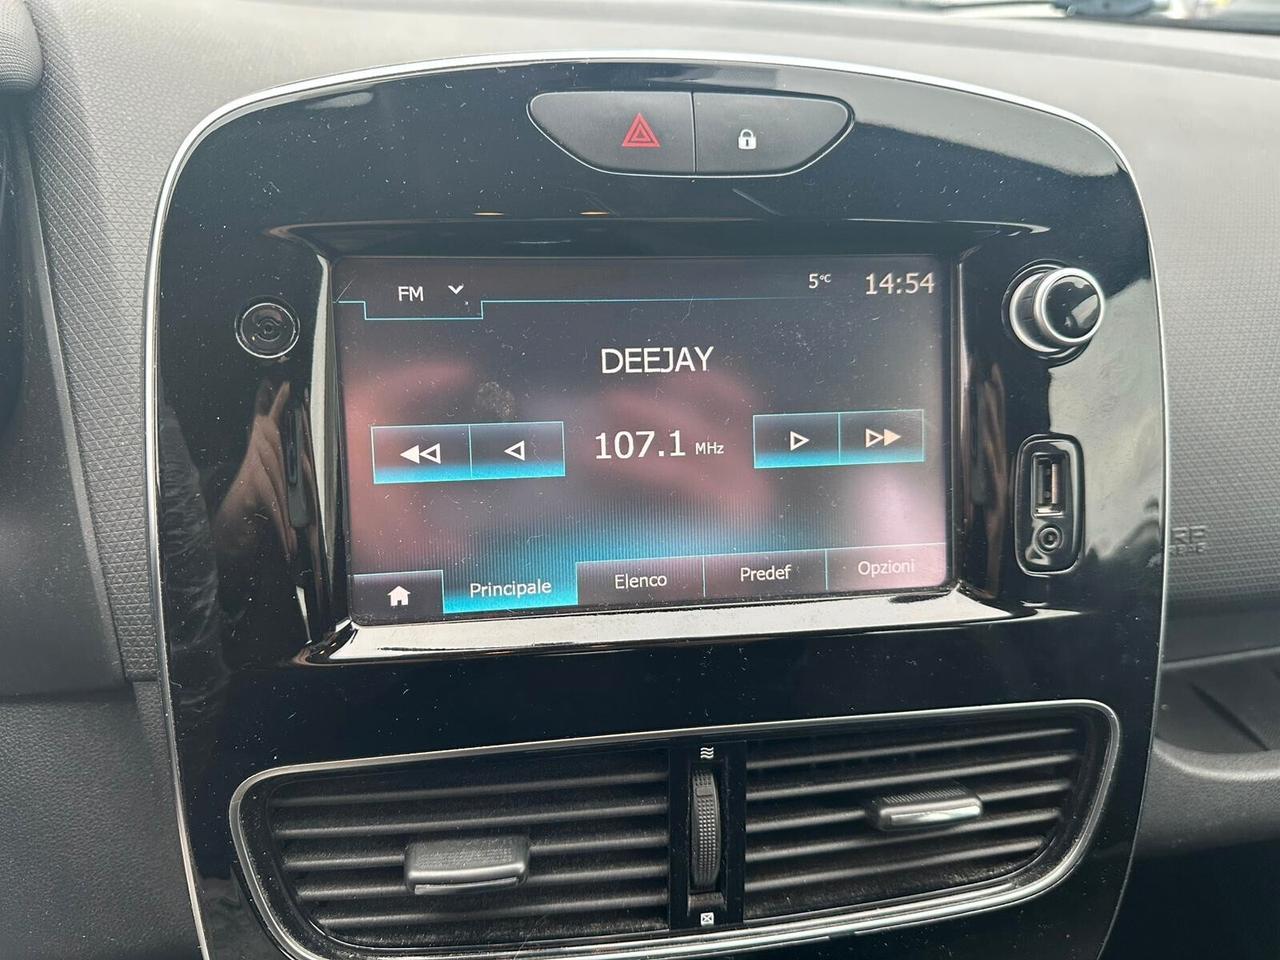 FM
5°C
14:54
DEEJAY
107.1 MHz
Principale
Elenco
Predef
Opzioni